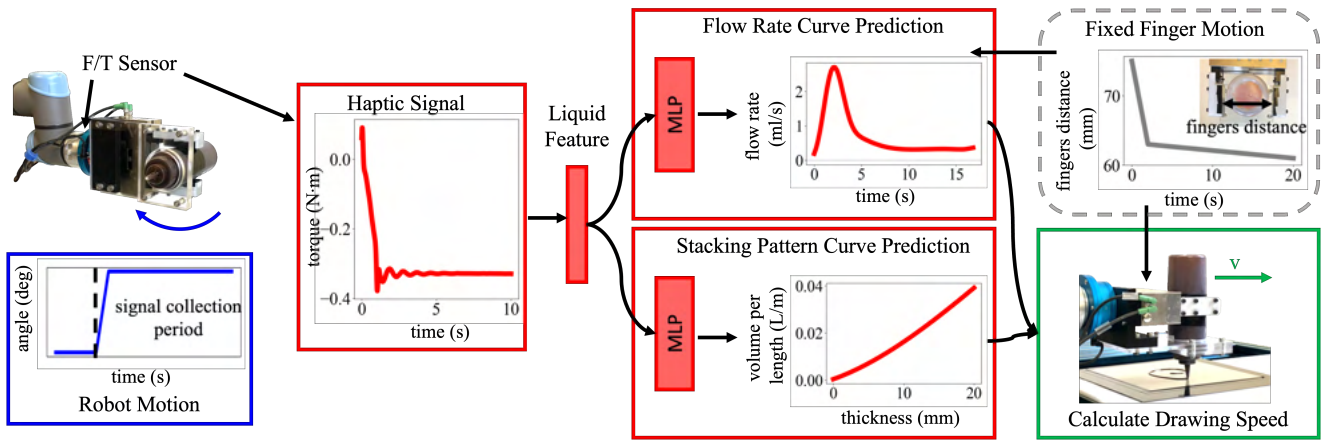 F/T Sensor
angle (deg)
signal collection
period
time (s)
Robot Motion
Haptic Signal
torque (N·m)
0.0
−0.2
−0.4
0
5
10
time (s)
Liquid
Feature
Flow Rate Curve Prediction
MLP
flow rate
(ml/s)
2
1
0
0
5
10
15
time (s)
Stacking Pattern Curve Prediction
MLP
volume per
length (L/m)
0.04
0.02
0.00
0
10
20
thickness (mm)
Fixed Finger Motion
fingers distance
(mm)
70
60
fingers distance
0
10
20
time (s)
v
Calculate Drawing Speed